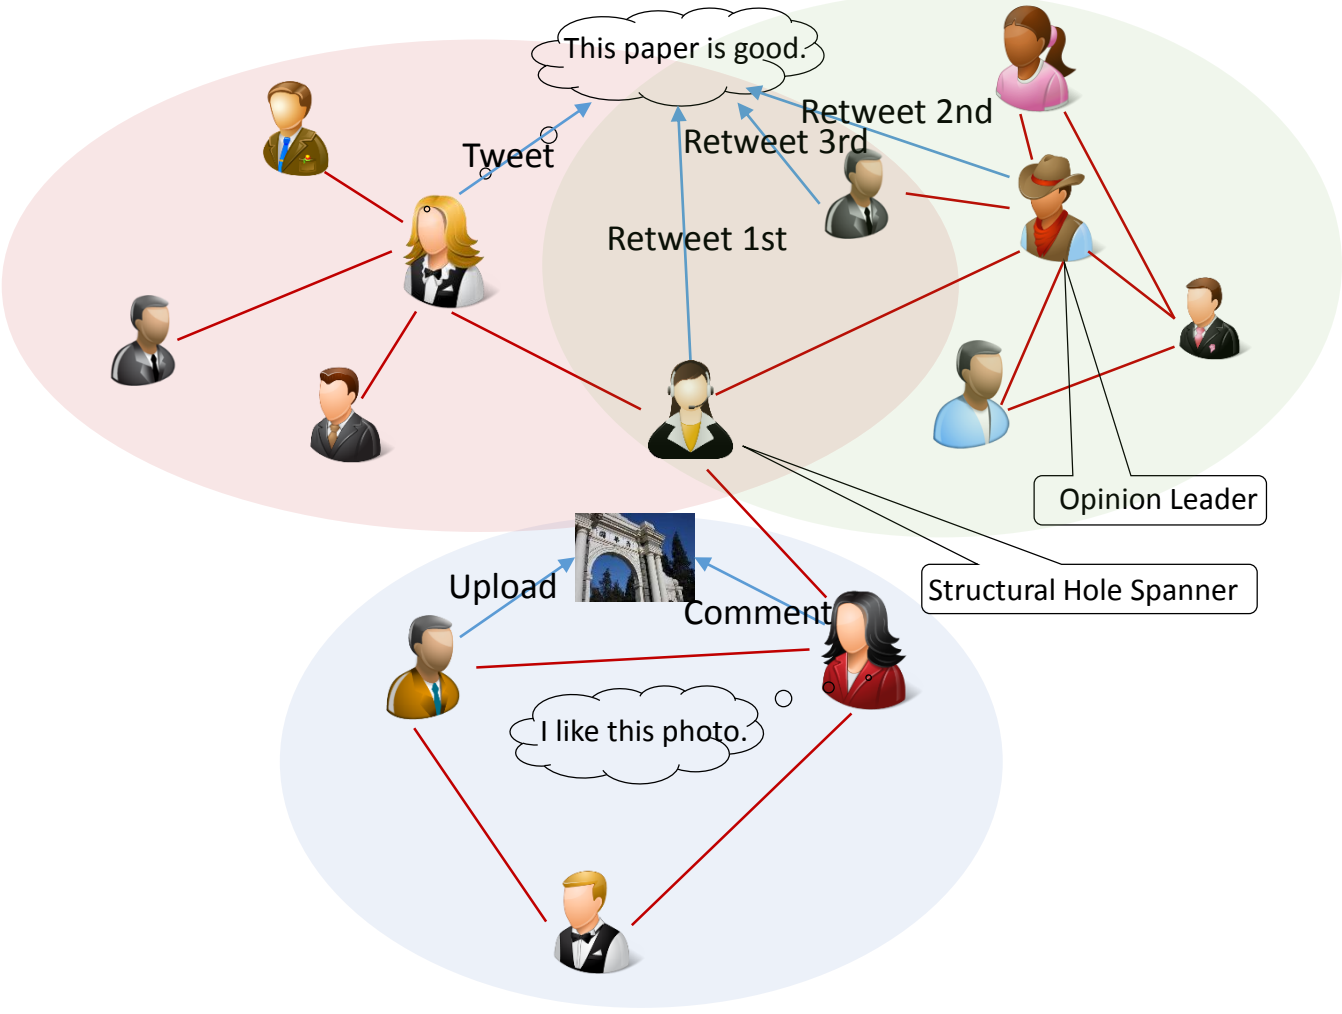 This paper is good.
Retweet 2nd
Retweet 3rd
Tweet
Retweet 1st
Opinion Leader
Structural Hole Spanner
Upload
Comment
I like this photo.